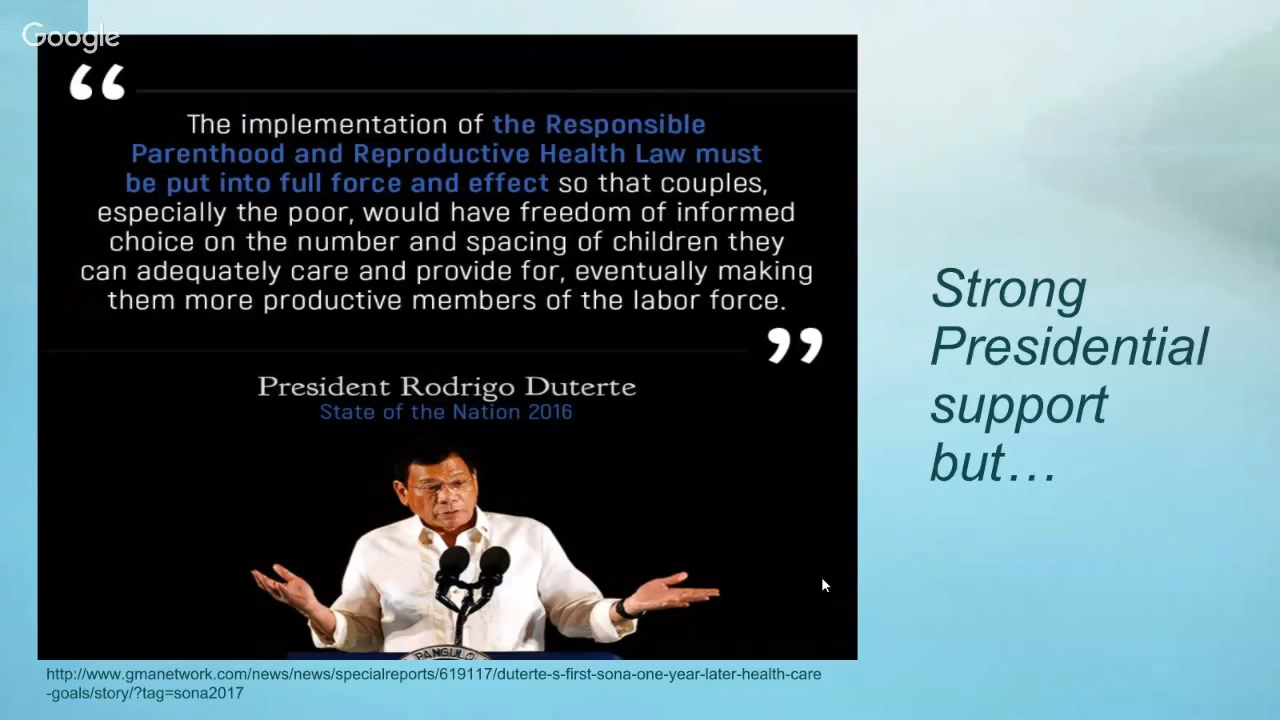 Google
“
The implementation of the Responsible
Parenthood and Reproductive Health Law must
be put into full force and effect so that couples,
especially the poor, would have freedom of informed
choice on the number and spacing of children they
can adequately care and provide for, eventually making
them more productive members of the labor force.
”
President Rodrigo Duterte
State of the Nation 2016
PANGULO
http://www.gmanetwork.com/news/news/specialreports/619117/duterte-s-first-sona-one-year-later-health-care
-goals/story/?tag=sona2017
Strong
Presidential
support
but…